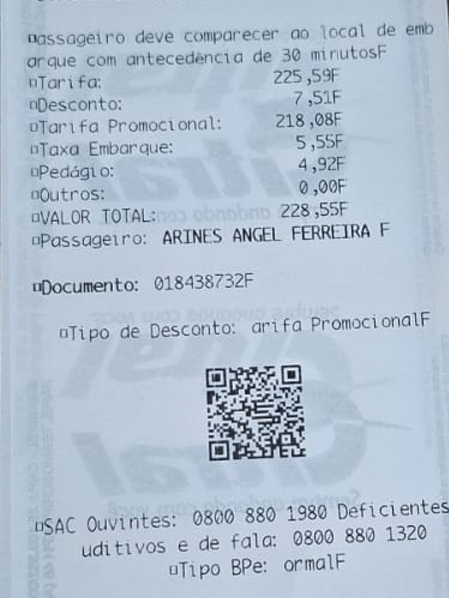 ▯assageiro deve comparecer ao local de emb
arque com antecedência de 30 minutosF
▯Tarifa: 225,59F
▯Desconto: 7,51F
▯Tarifa Promocional: 218,08F
▯Taxa Embarque: 5,55F
▯Pedágio: 4,92F
▯Outros: 0,00F
▯VALOR TOTAL: 228,55F
▯Passageiro: ARINES ANGEL FERREIRA F
▯Documento: 018438732F
▯Tipo de Desconto: arifa PromocionalF
▯SAC Ouvintes: 0800 880 1980 Deficientes
uditivos e de fala: 0800 880 1320
▯Tipo BPe: ormalF